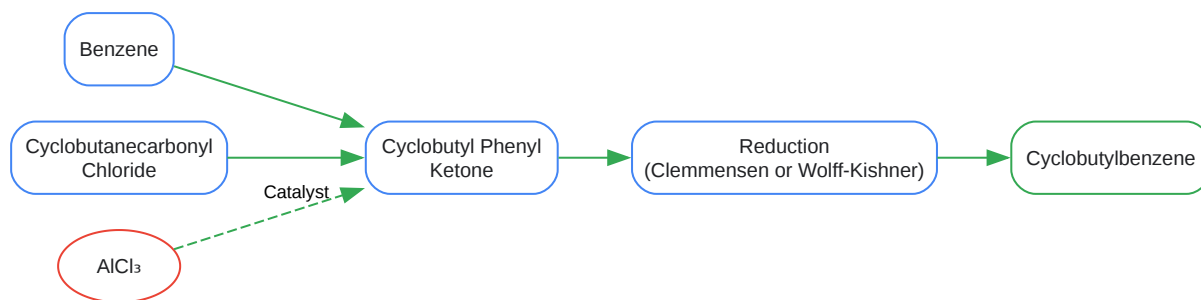 Benzene
Cyclobutanecarbonyl
Chloride
Catalyst
AlCl₃
Cyclobutyl Phenyl
Ketone
Reduction
(Clemmensen or Wolff-Kishner)
Cyclobutylbenzene